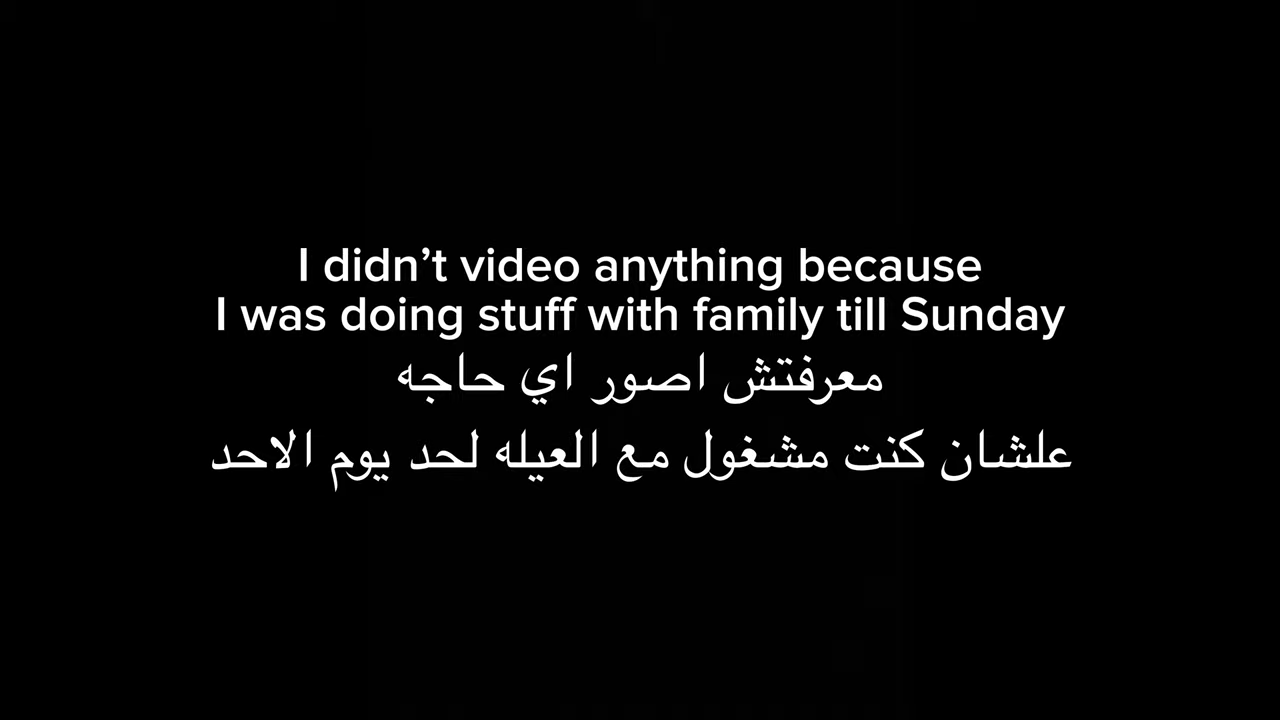 I didn’t video anything because
I was doing stuff with family till Sunday
معرفتش اصور اي حاجه
علشان كنت مشغول مع العيله لحد يوم الاحد